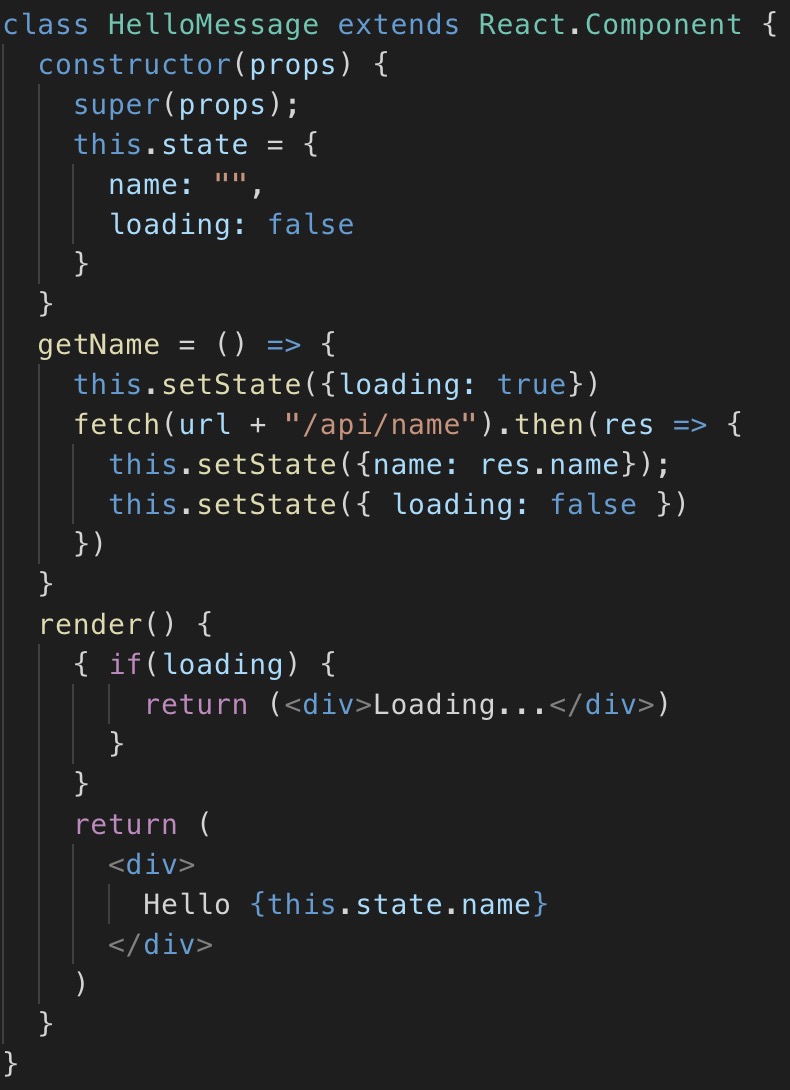 class HelloMessage extends React.Component {
  constructor(props) {
    super(props);
    this.state = {
      name: "",
      loading: false
    }
  }
  getName = () => {
    this.setState({loading: true})
    fetch(url + "/api/name").then(res => {
      this.setState({name: res.name});
      this.setState({ loading: false })
    })
  }
  render() {
    { if(loading) {
        return (<div>Loading...</div>)
      }
    }
    return (
      <div>
        Hello {this.state.name}
      </div>
    )
  }
}